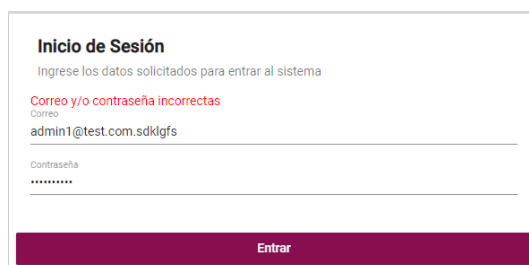 Inicio de Sesión
Ingrese los datos solicitados para entrar al sistema
Correo y/o contraseña incorrectas
Correo
admin1@test.com.sdklgfs
Contraseña
••••••••••
Entrar